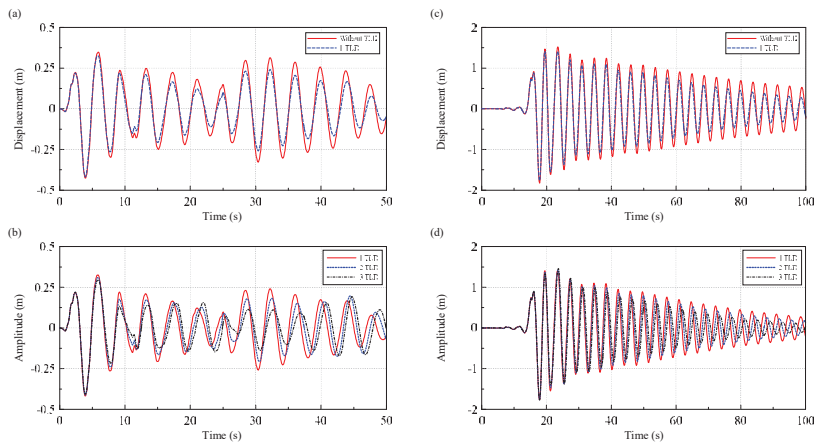 (a)
0.5
0.25
0
-0.25
-0.5
Displacement (m)
Without TLD
1 TLD
0 10 20 30 40 50
Time (s)
(c)
2
1
0
-1
-2
Displacement (m)
Without TLD
1 TLD
0 20 40 60 80 100
Time (s)
(b)
0.5
0.25
0
-0.25
-0.5
Amplitude (m)
1 TLD
2 TLD
3 TLD
0 10 20 30 40 50
Time (s)
(d)
2
1
0
-1
-2
Amplitude (m)
1 TLD
2 TLD
3 TLD
0 20 40 60 80 100
Time (s)